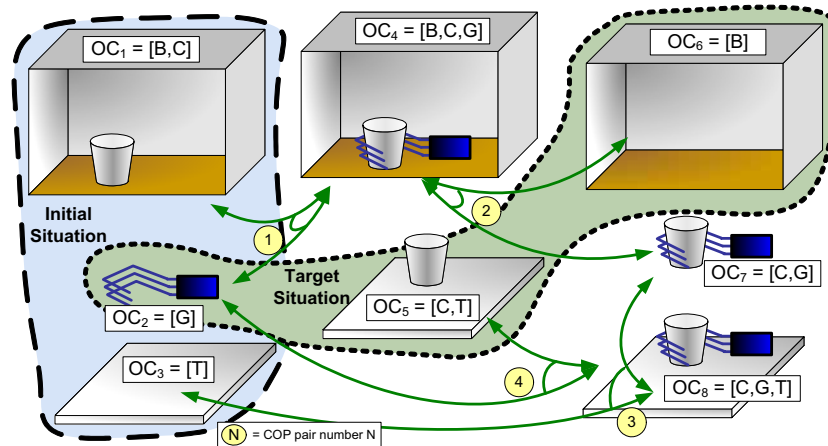 OC₁ = [B,C]
OC₄ = [B,C,G]
OC₆ = [B]
Initial
Situation
1
2
Target
Situation
OC₂ = [G]
OC₅ = [C,T]
OC₇ = [C,G]
OC₃ = [T]
4
OC₈ = [C,G,T]
3
N = COP pair number N